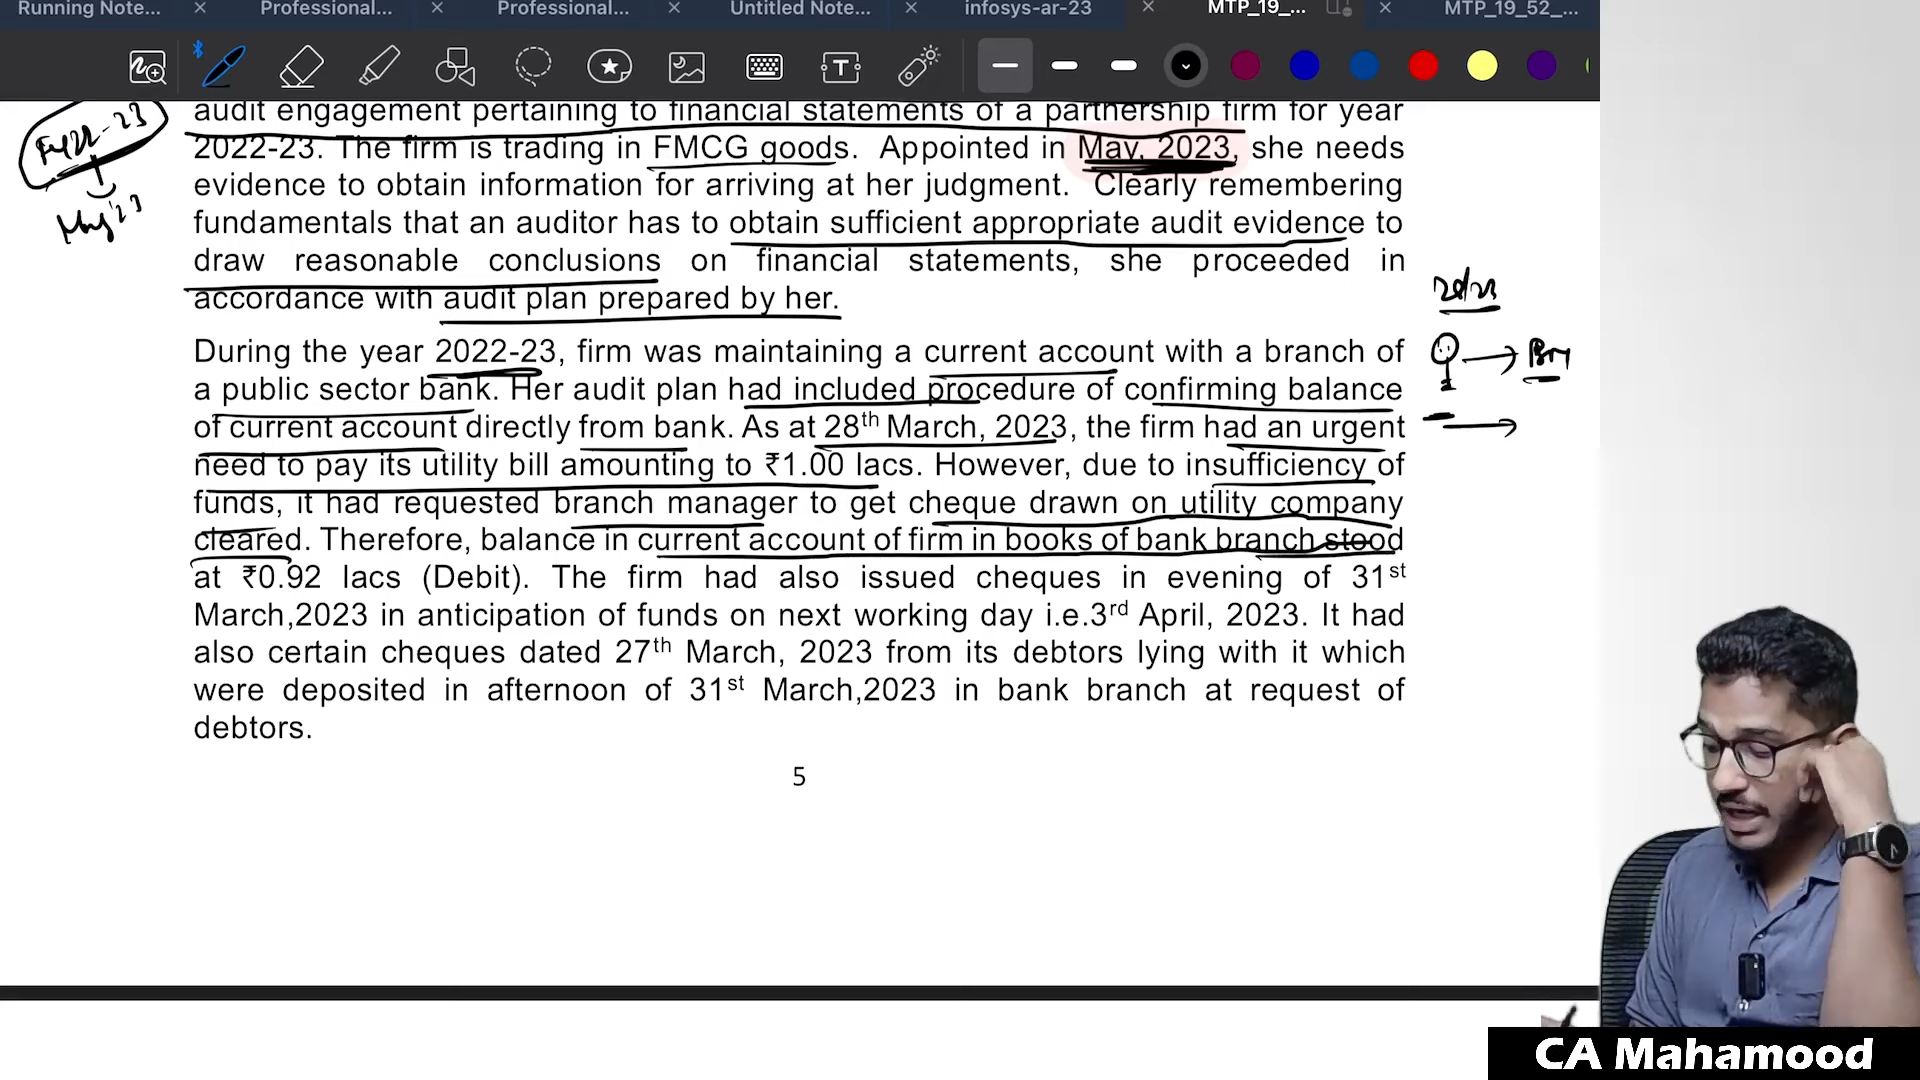 Running Note...
Professional...
Professional...
Untitled Note...
infosys-ar-23
MTP_19_...
MTP_19_52_...
T
audit engagement pertaining to financial statements of a partnership firm for year
2022-23. The firm is trading in FMCG goods. Appointed in May, 2023, she needs
evidence to obtain information for arriving at her judgment. Clearly remembering
fundamentals that an auditor has to obtain sufficient appropriate audit evidence to
draw reasonable conclusions on financial statements, she proceeded in
accordance with audit plan prepared by her.
During the year 2022-23, firm was maintaining a current account with a branch of
a public sector bank. Her audit plan had included procedure of confirming balance
of current account directly from bank. As at 28th March, 2023, the firm had an urgent
need to pay its utility bill amounting to ₹1.00 lacs. However, due to insufficiency of
funds, it had requested branch manager to get cheque drawn on utility company
cleared. Therefore, balance in current account of firm in books of bank branch stood
at ₹0.92 lacs (Debit). The firm had also issued cheques in evening of 31st
March,2023 in anticipation of funds on next working day i.e.3rd April, 2023. It had
also certain cheques dated 27th March, 2023 from its debtors lying with it which
were deposited in afternoon of 31st March,2023 in bank branch at request of
debtors.
5
FY22-23
May'23
CA Mahamood